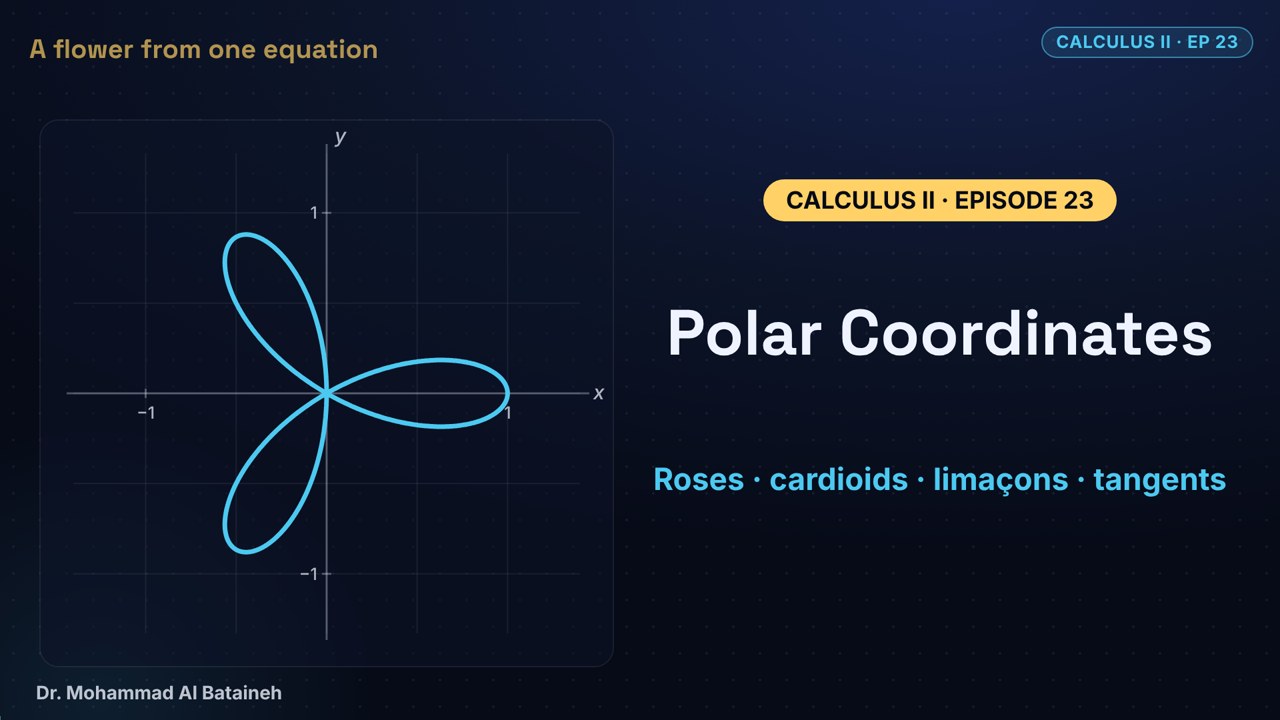 A flower from one equation
CALCULUS II · EP 23
y
1
−1
1
x
−1
CALCULUS II · EPISODE 23
Polar Coordinates
Roses · cardioids · limaçons · tangents
Dr. Mohammad Al Bataineh